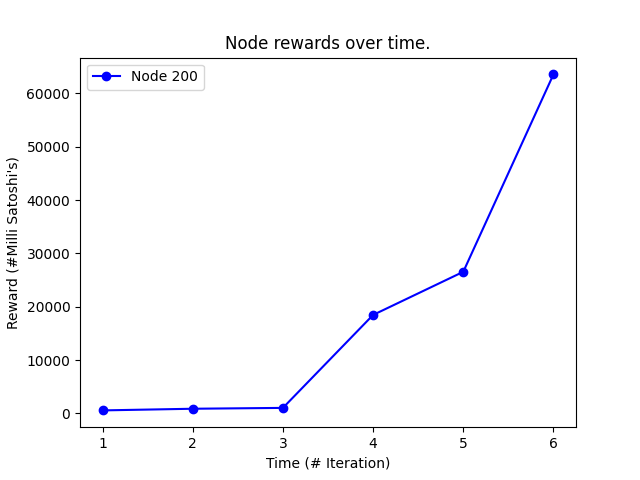 Node rewards over time.
Node 200
60000
50000
40000
30000
20000
10000
0
Reward (#Milli Satoshi's)
1 2 3 4 5 6
Time (# Iteration)